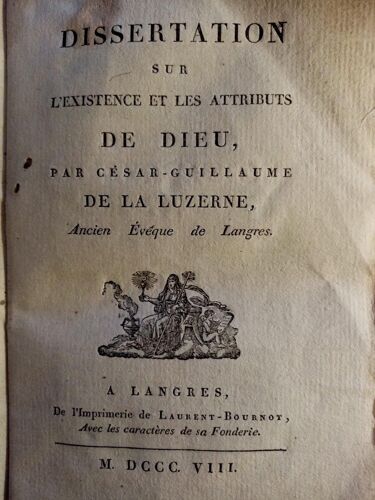 DISSERTATION
SUR
L'EXISTENCE ET LES ATTRIBUTS
DE DIEU,
PAR CÉSAR-GUILLAUME
DE LA LUZERNE,
Ancien Évéque de Langres.
A LANGRES,
De l'Imprimerie de LAURENT-BOURNOT,
Avec les caractères de sa Fonderie.
M. DCCC. VIII.